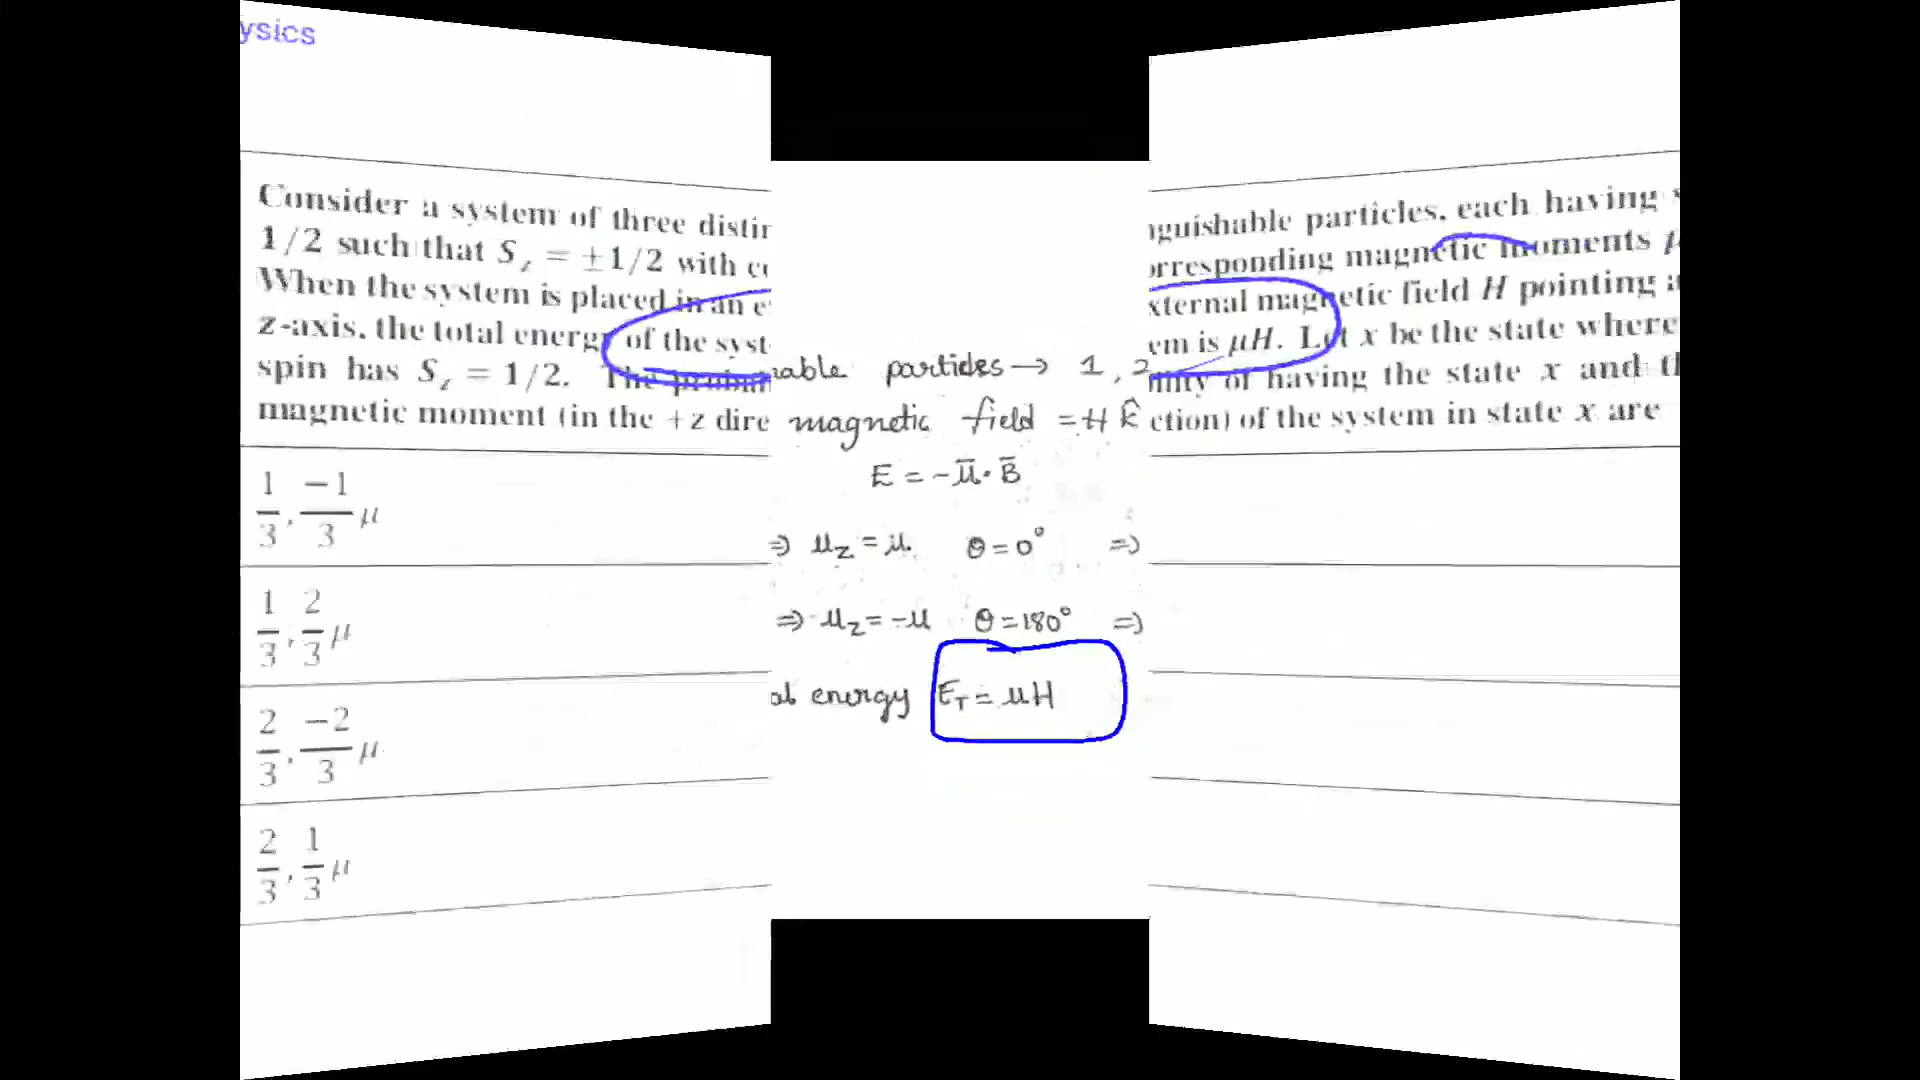 ysics
Consider a system of three distin
1/2 such that S_z = ±1/2 with co
When the system is placed in an e
z-axis, the total energy of the syst
spin has S_z = 1/2. The
magnetic moment (in the +z dire
1/3, -1/3 μ
1/3, 2/3 μ
2/3, -2/3 μ
2/3, 1/3 μ
able particles → 1, 2
magnetic field = H k̂
E = -μ̄·B̄
⇒ μ_z = μ θ = 0° ⇒
⇒ μ_z = -μ θ = 180° ⇒
al energy E_T = μH
nguishable particles, each having
orresponding magnetic moments μ
xternal magnetic field H pointing a
em is μH. Let x be the state where
of having the state x and th
ction) of the system in state x are